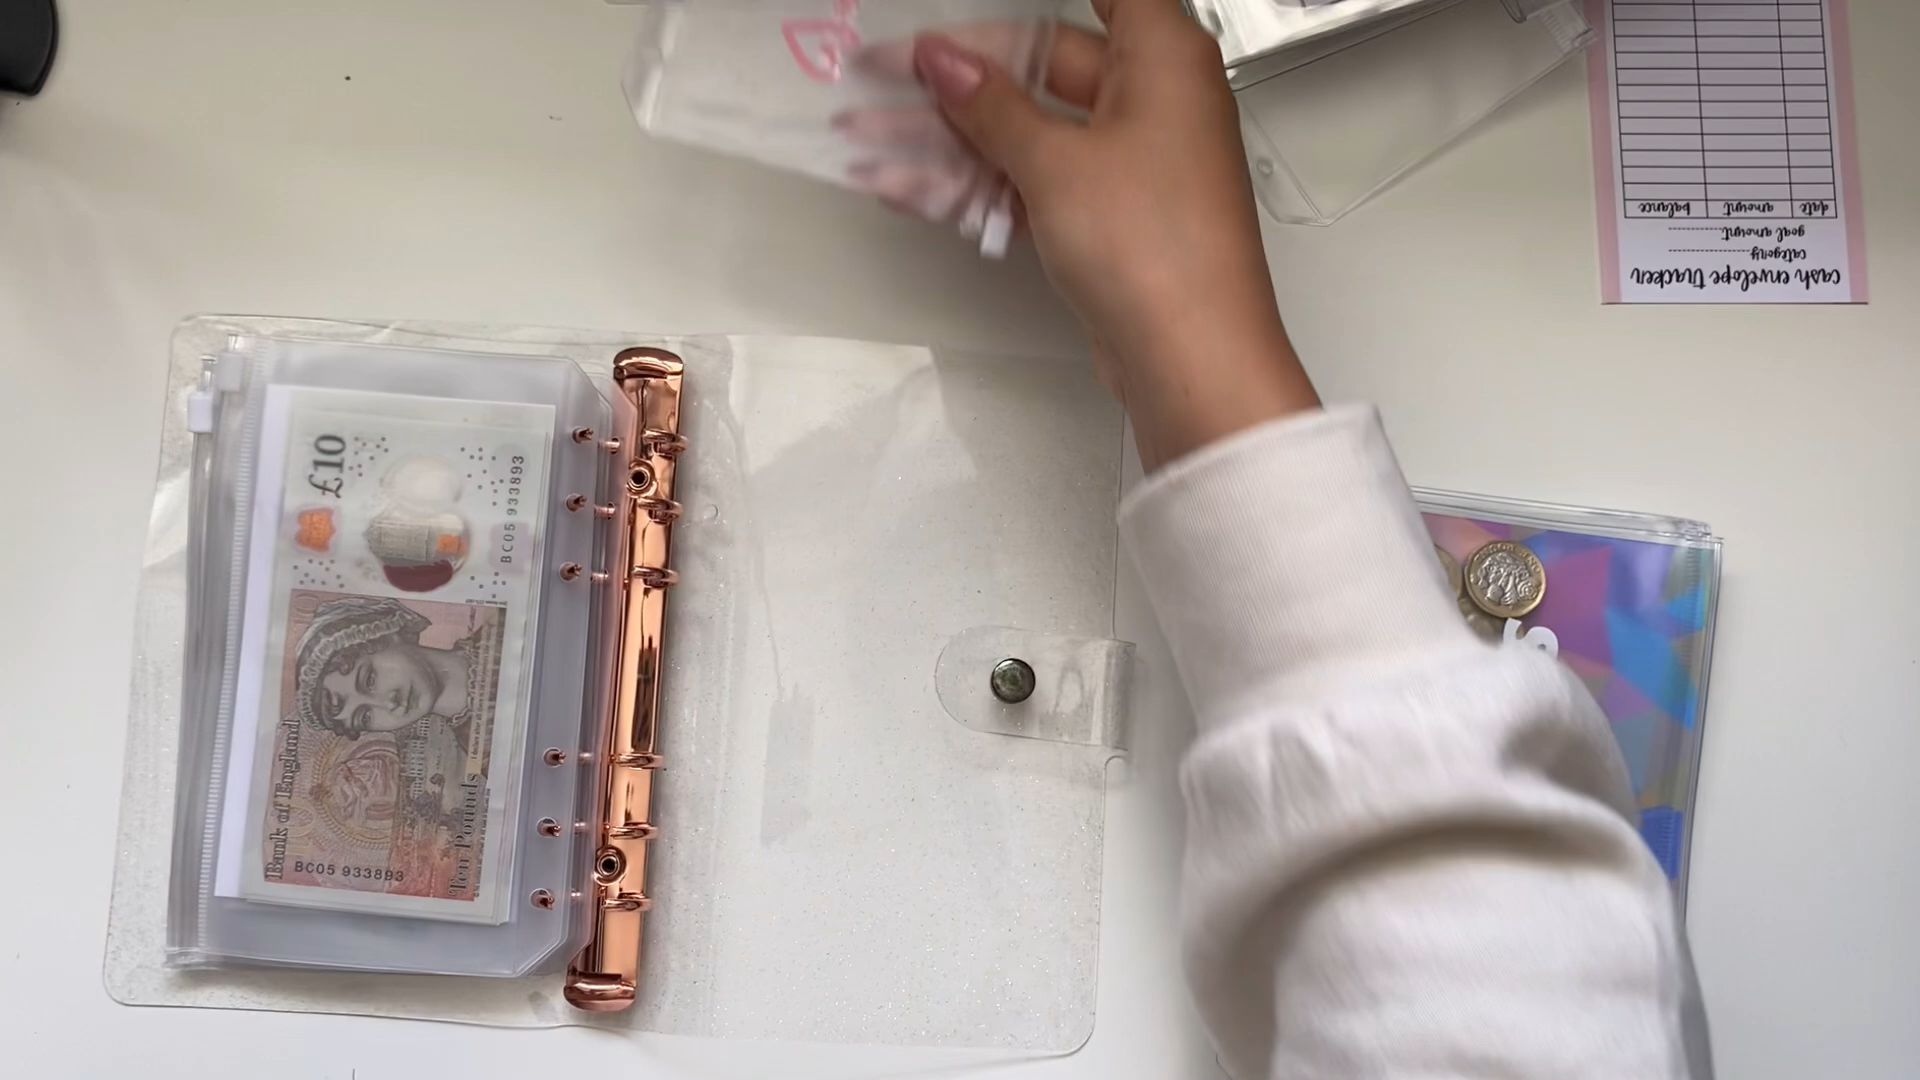 £10
BC05 933893
Bank of England
Ten Pounds
BC05 933893
cash envelope tracker
category
goal amount
date amount balance